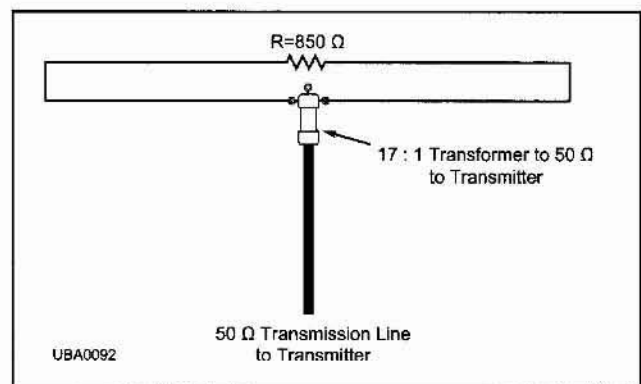 R=850 Ω
17 : 1 Transformer to 50 Ω
to Transmitter
50 Ω Transmission Line
to Transmitter
UBA0092